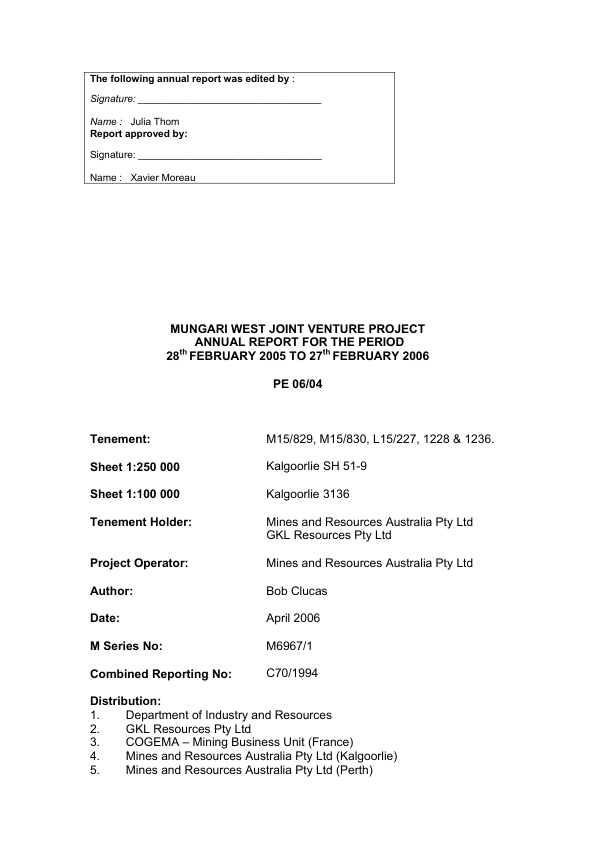 The following annual report was edited by :
Signature: ________________________________
Name : Julia Thom
Report approved by:
Signature: ________________________________
Name : Xavier Moreau
MUNGARI WEST JOINT VENTURE PROJECT
ANNUAL REPORT FOR THE PERIOD
28th FEBRUARY 2005 TO 27th FEBRUARY 2006
PE 06/04
Tenement: M15/829, M15/830, L15/227, 1228 & 1236.
Sheet 1:250 000 Kalgoorlie SH 51-9
Sheet 1:100 000 Kalgoorlie 3136
Tenement Holder: Mines and Resources Australia Pty Ltd
GKL Resources Pty Ltd
Project Operator: Mines and Resources Australia Pty Ltd
Author: Bob Clucas
Date: April 2006
M Series No: M6967/1
Combined Reporting No: C70/1994
Distribution:
1. Department of Industry and Resources
2. GKL Resources Pty Ltd
3. COGEMA – Mining Business Unit (France)
4. Mines and Resources Australia Pty Ltd (Kalgoorlie)
5. Mines and Resources Australia Pty Ltd (Perth)